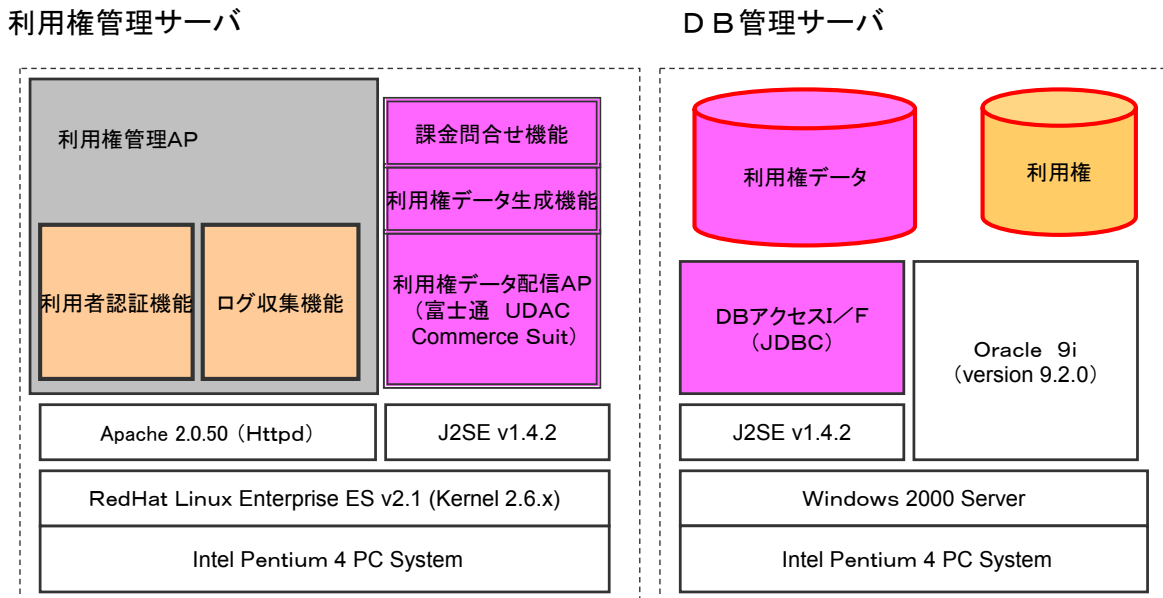 利用権管理サーバ
利用権管理AP
利用者認証機能
ログ収集機能
課金問合せ機能
利用権データ生成機能
利用権データ配信AP
（富士通　UDAC
Commerce Suit）
Apache 2.0.50（Httpd）
J2SE v1.4.2
RedHat Linux Enterprise ES v2.1 (Kernel 2.6.x)
Intel Pentium 4 PC System
ＤＢ管理サーバ
利用権データ
利用権
DBアクセスI／F
（JDBC）
Oracle　9i
（version 9.2.0）
J2SE v1.4.2
Windows 2000 Server
Intel Pentium 4 PC System